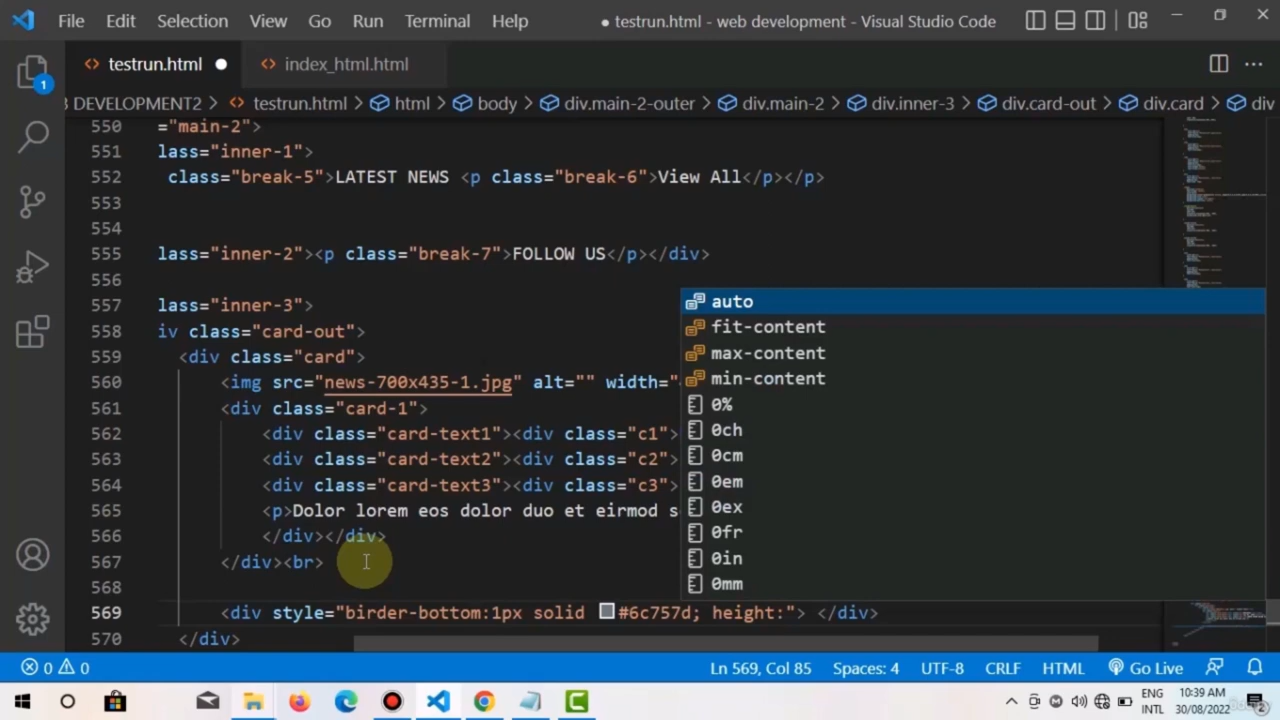 File Edit Selection View Go Run Terminal Help ● testrun.html - web development - Visual Studio Code
testrun.html index_html.html
DEVELOPMENT2 > testrun.html > html > body > div.main-2-outer > div.main-2 > div.inner-3 > div.card-out > div.card >
550 ="main-2">
551 lass="inner-1">
552 class="break-5">LATEST NEWS <p class="break-6">View All</p></p>
553
554
555 lass="inner-2"><p class="break-7">FOLLOW US</p></div>
556
557 lass="inner-3">
558 iv class="card-out">
559 <div class="card">
560 <img src="news-700x435-1.jpg" alt="" width="
561 <div class="card-1">
562 <div class="card-text1"><div class="c1">
563 <div class="card-text2"><div class="c2">
564 <div class="card-text3"><div class="c3">
565 <p>Dolor lorem eos dolor duo et eirmod s
566 </div></div>
567 </div><br>
568
569 <div style="birder-bottom:1px solid #6c757d; height:"> </div>
570 </div>
auto
fit-content
max-content
min-content
0%
0ch
0cm
0em
0ex
0fr
0in
0mm
1
0 0 Ln 569, Col 85 Spaces: 4 UTF-8 CRLF HTML Go Live
ENG 10:39 AM
INTL 30/08/2022 2